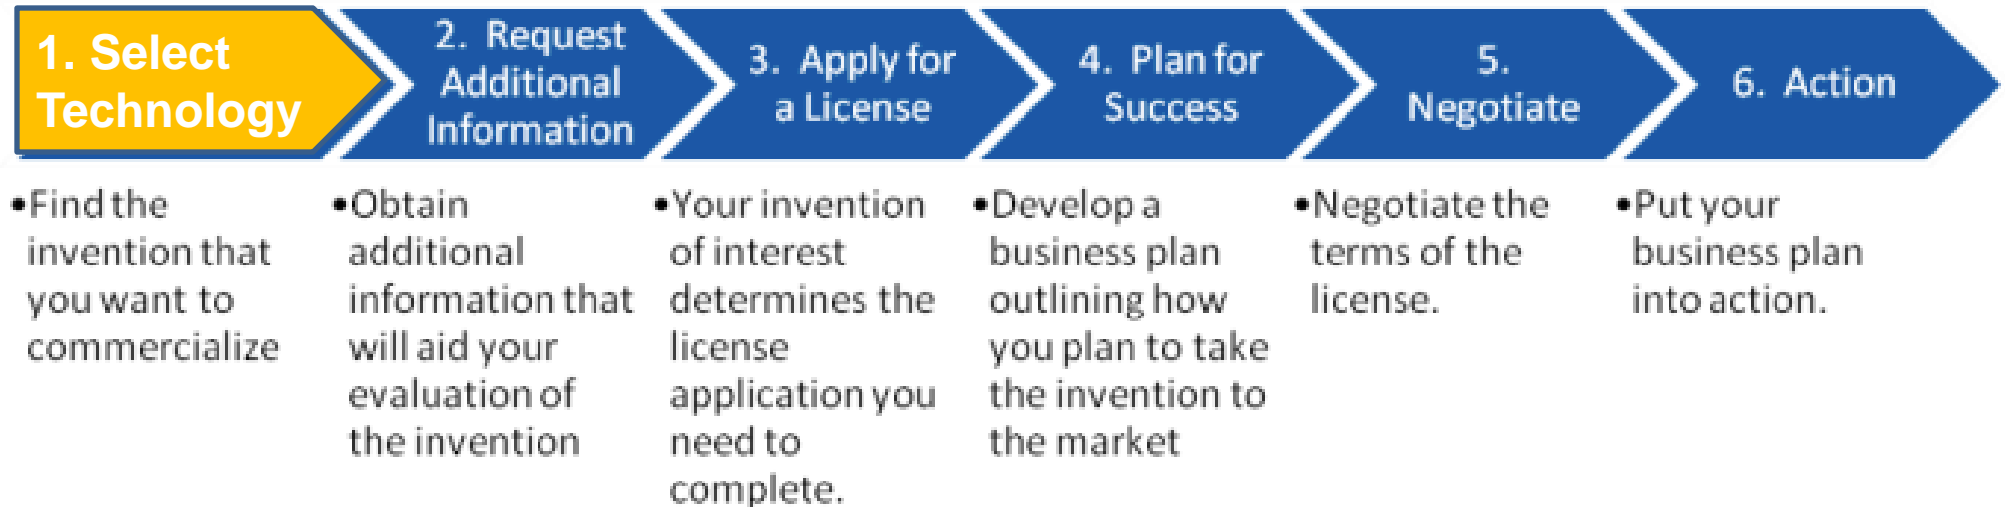 1. Select
Technology
2. Request
Additional
Information
3. Apply for
a License
4. Plan for
Success
5.
Negotiate
6. Action
•Find the
invention that
you want to
commercialize
•Obtain
additional
information that
will aid your
evaluation of
the invention
•Your invention
of interest
determines the
license
application you
need to
complete.
•Develop a
business plan
outlining how
you plan to take
the invention to
the market
•Negotiate the
terms of the
license.
•Put your
business plan
into action.